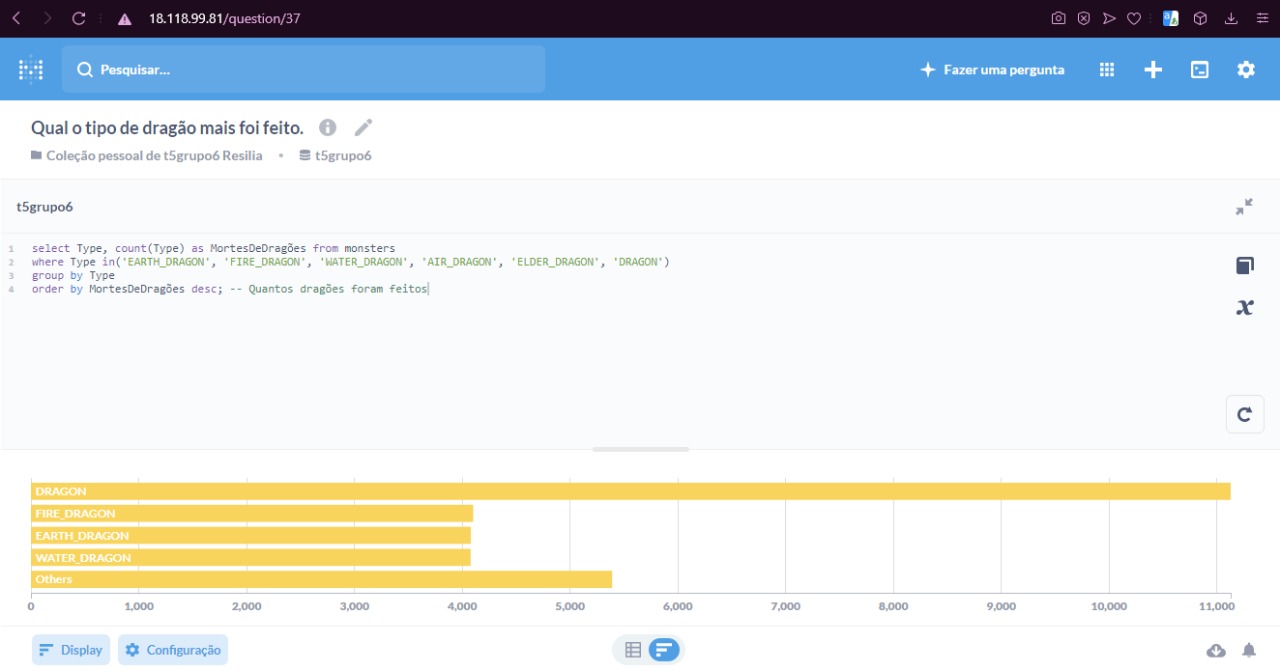 18.118.99.81/question/37
Pesquisar...
Fazer uma pergunta
Qual o tipo de dragão mais foi feito.
Coleção pessoal de t5grupo6 Resilia • t5grupo6
t5grupo6
1 select Type, count(Type) as MortesDeDragões from monsters
2 where Type in('EARTH_DRAGON', 'FIRE_DRAGON', 'WATER_DRAGON', 'AIR_DRAGON', 'ELDER_DRAGON', 'DRAGON')
3 group by Type
4 order by MortesDeDragões desc; -- Quantos dragões foram feitos
x
DRAGON
FIRE_DRAGON
EARTH_DRAGON
WATER_DRAGON
Others
0 1,000 2,000 3,000 4,000 5,000 6,000 7,000 8,000 9,000 10,000 11,000
Display Configuração